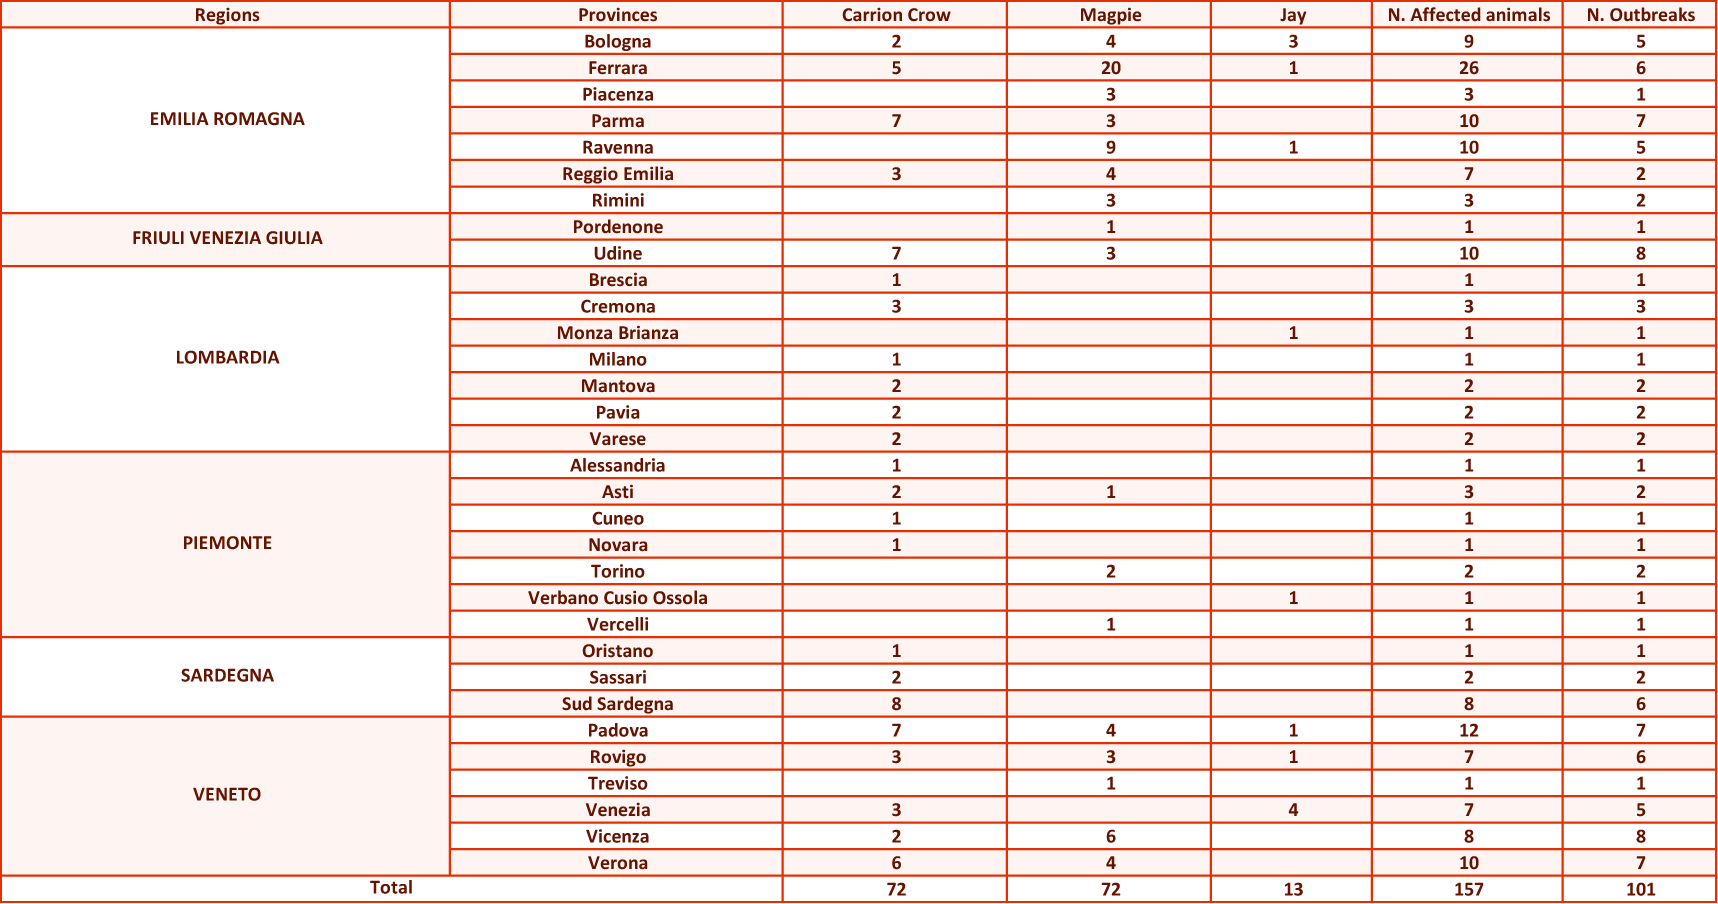 Regions Provinces Carrion Crow Magpie Jay N. Affected animals N. Outbreaks
EMILIA ROMAGNA
Bologna 2 4 3 9 5
Ferrara 5 20 1 26 6
Piacenza 3 3 1
Parma 7 3 10 7
Ravenna 9 1 10 5
Reggio Emilia 3 4 7 2
Rimini 3 3 2
FRIULI VENEZIA GIULIA
Pordenone 1 1 1
Udine 7 3 10 8
LOMBARDIA
Brescia 1 1 1
Cremona 3 3 3
Monza Brianza 1 1 1
Milano 1 1 1
Mantova 2 2 2
Pavia 2 2 2
Varese 2 2 2
PIEMONTE
Alessandria 1 1 1
Asti 2 1 3 2
Cuneo 1 1 1
Novara 1 1 1
Torino 2 2 2
Verbano Cusio Ossola 1 1 1
Vercelli 1 1 1
SARDEGNA
Oristano 1 1 1
Sassari 2 2 2
Sud Sardegna 8 8 6
VENETO
Padova 7 4 1 12 7
Rovigo 3 3 1 7 6
Treviso 1 1 1
Venezia 3 4 7 5
Vicenza 2 6 8 8
Verona 6 4 10 7
Total 72 72 13 157 101